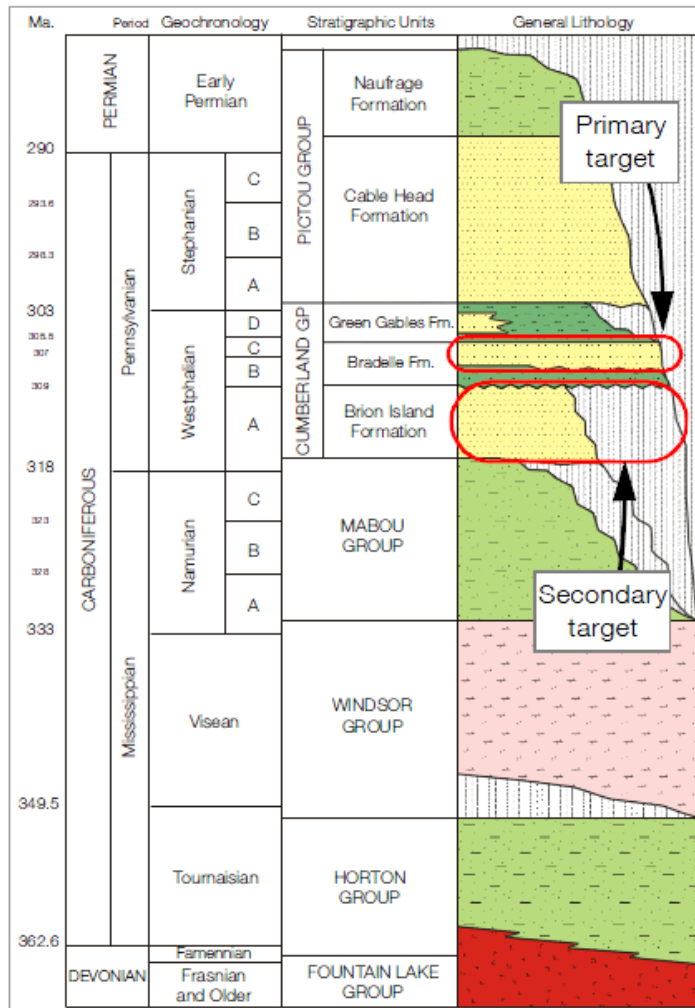 Ma.
Period
Geochronology
Stratigraphic Units
General Lithology
PERMIAN
Early
Permian
PICTOU GROUP
Naufrage
Formation
Primary
target
290
CARBONIFEROUS
Pennsylvanian
Stephanian
C
293.6
B
298.3
A
Cable Head
Formation
303
Westphalian
D
305.5
C
307
B
309
A
CUMBERLAND GP
Green Gables Fm.
Bradelle Fm.
Brion Island
Formation
318
Mississippian
Namurian
C
323
B
328
A
MABOU
GROUP
Secondary
target
333
Visean
WINDSOR
GROUP
349.5
Tournaisian
HORTON
GROUP
362.6
DEVONIAN
Famennian
Frasnian
and Older
FOUNTAIN LAKE
GROUP